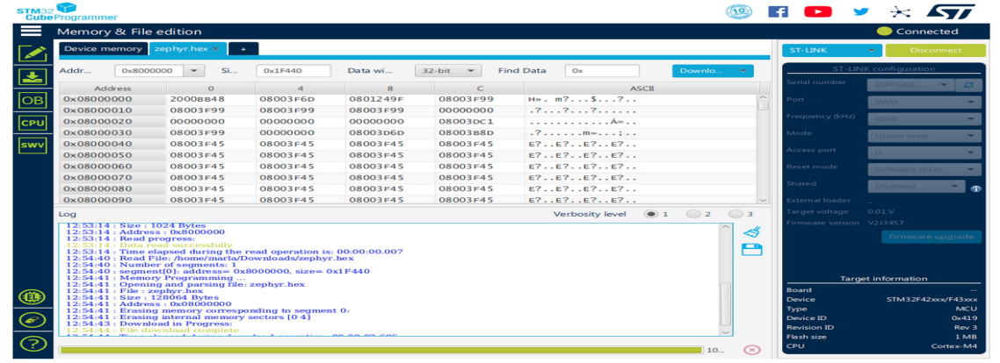 STM32
CubeProgrammer
Memory & File edition
Connected
Device memory
zephyr.hex ×
+
ST-LINK
Disconnect
Addr...
0x8000000
Si...
0x1F440
Data wi...
32-bit
Find Data
0x
Downlo...
Address 0 4 8 C ASCII
0x08000000 2000BB48 08003F6D 0801249F 08003F99 H». m?...$...?..
0x08000010 08003F99 08003F99 08003F99 00000000 .?...?...?......
0x08000020 00000000 00000000 00000000 08003DC1 ............Á=..
0x08000030 08003F99 00000000 08003D6D 08003B8D .?......m=...;..
0x08000040 08003F45 08003F45 08003F45 08003F45 E?..E?..E?..E?..
0x08000050 08003F45 08003F45 08003F45 08003F45 E?..E?..E?..E?..
0x08000060 08003F45 08003F45 08003F45 08003F45 E?..E?..E?..E?..
0x08000070 08003F45 08003F45 08003F45 08003F45 E?..E?..E?..E?..
0x08000080 08003F45 08003F45 08003F45 08003F45 E?..E?..E?..E?..
0x08000090 08003F45 08003F45 08003F45 08003F45 E?..E?..E?..E?..
Log
Verbosity level 1 2 3
12:53:14 : Size : 1024 Bytes
12:53:14 : Address : 0x8000000
12:53:14 : Read progress:
12:53:14 : Data read successfully
12:53:14 : Time elapsed during the read operation is: 00:00:00.007
12:54:40 : Read File: /home/marla/Downloads/zephyr.hex
12:54:40 : Number of segments: 1
12:54:40 : segment[0]: address= 0x8000000, size= 0x1F440
12:54:41 : Memory Programming ...
12:54:41 : Opening and parsing file: zephyr.hex
12:54:41 : File : zephyr.hex
12:54:41 : Size : 128064 Bytes
12:54:41 : Address : 0x08000000
12:54:41 : Erasing memory corresponding to segment 0:
12:54:41 : Erasing internal memory sectors [0 4]
12:54:43 : Download in Progress:
12:54:44 : File download complete
10...
OB
CPU
SWV
ST-LINK configuration
Serial number
Port SWD
Frequency (kHz) 4000
Mode Under reset
Access port 0
Reset mode Software reset
Shared Disabled
External loader _
Target voltage 0.01 V
Firmware version V2J34S7
Firmware upgrade
Target information
Board --
Device STM32F42xxx/F43xxx
Type MCU
Device ID 0x419
Revision ID Rev 3
Flash size 1 MB
CPU Cortex-M4